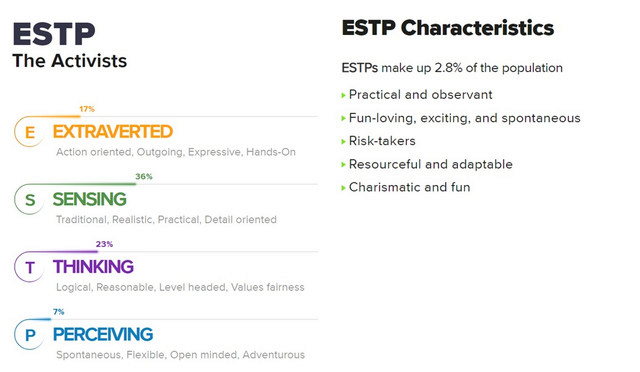 ESTP
The Activists
17%
E EXTRAVERTED
Action oriented, Outgoing, Expressive, Hands-On
36%
S SENSING
Traditional, Realistic, Practical, Detail oriented
23%
T THINKING
Logical, Reasonable, Level headed, Values fairness
7%
P PERCEIVING
Spontaneous, Flexible, Open minded, Adventurous
ESTP Characteristics
ESTPs make up 2.8% of the population
Practical and observant
Fun-loving, exciting, and spontaneous
Risk-takers
Resourceful and adaptable
Charismatic and fun